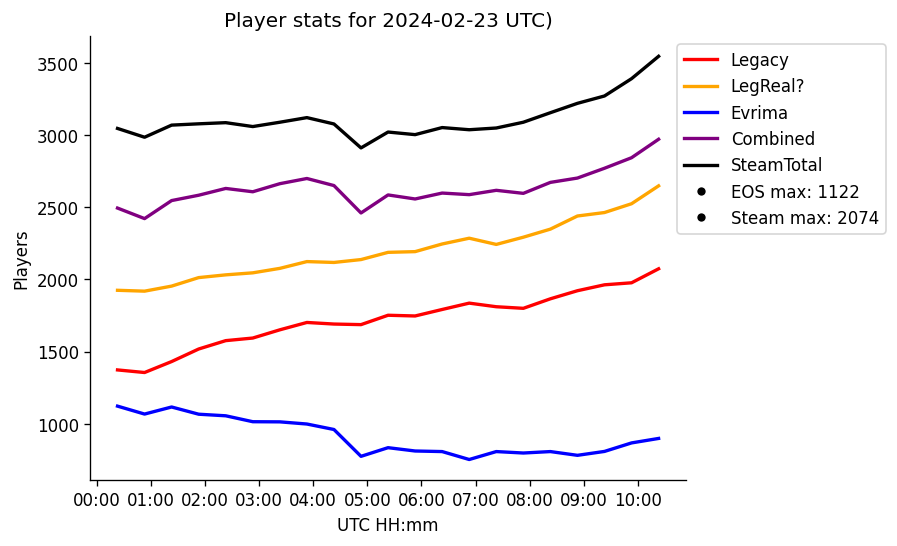 Player stats for 2024-02-23 UTC)
3500
3000
2500
2000
1500
1000
Players
00:00 01:00 02:00 03:00 04:00 05:00 06:00 07:00 08:00 09:00 10:00
UTC HH:mm
Legacy
LegReal?
Evrima
Combined
SteamTotal
EOS max: 1122
Steam max: 2074